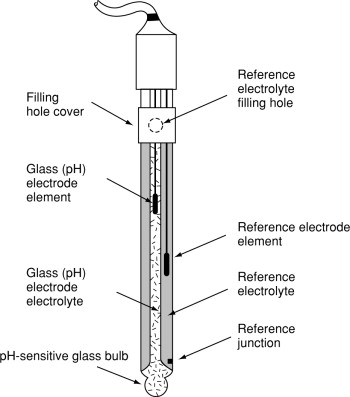 Reference
electrolyte
filling hole
Filling
hole cover
Glass (pH)
electrode
element
Reference electrode
element
Glass (pH)
electrode
electrolyte
Reference
electrolyte
Reference
junction
pH-sensitive glass bulb